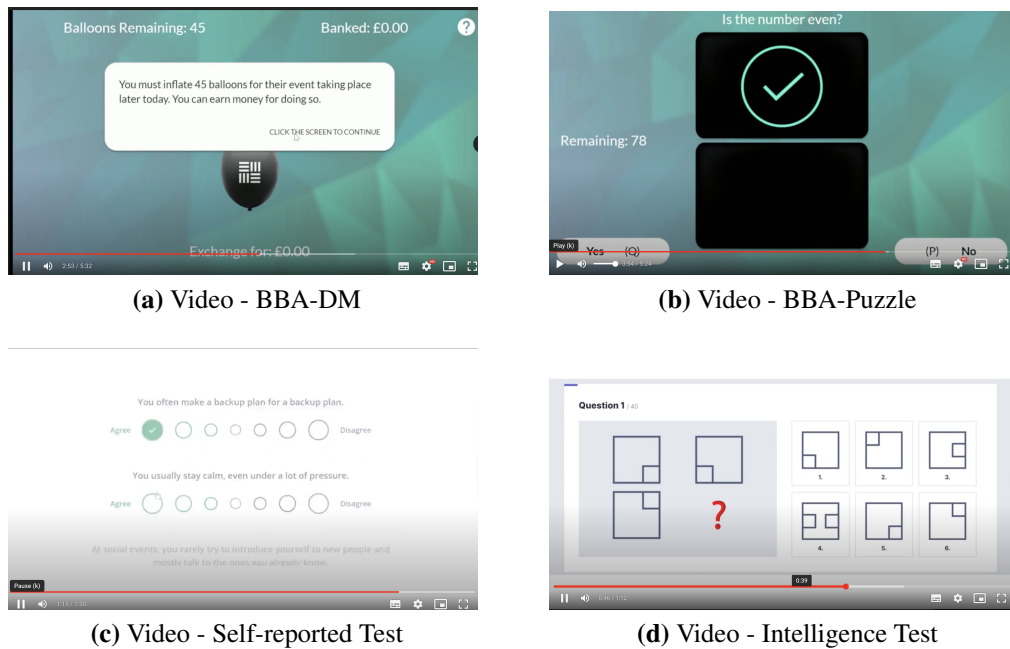 Balloons Remaining: 45
Banked: £0.00
?
You must inflate 45 balloons for their event taking place
later today. You can earn money for doing so.
CLICK THE SCREEN TO CONTINUE
Exchange for: £0.00
2:53 / 5:32
(a) Video - BBA-DM
Is the number even?
Remaining: 78
Play (k)
Yes (Q)
(P) No
(b) Video - BBA-Puzzle
You often make a backup plan for a backup plan.
Agree
Disagree
You usually stay calm, even under a lot of pressure.
Agree
Disagree
At social events, you rarely try to introduce yourself to new people and
mostly talk to the ones you already know.
Pause (k)
1:15 / 1:30
(c) Video - Self-reported Test
Question 1 / 40
1.
2.
3.
?
4.
5.
6.
0:39
0:46 / 1:12
(d) Video - Intelligence Test